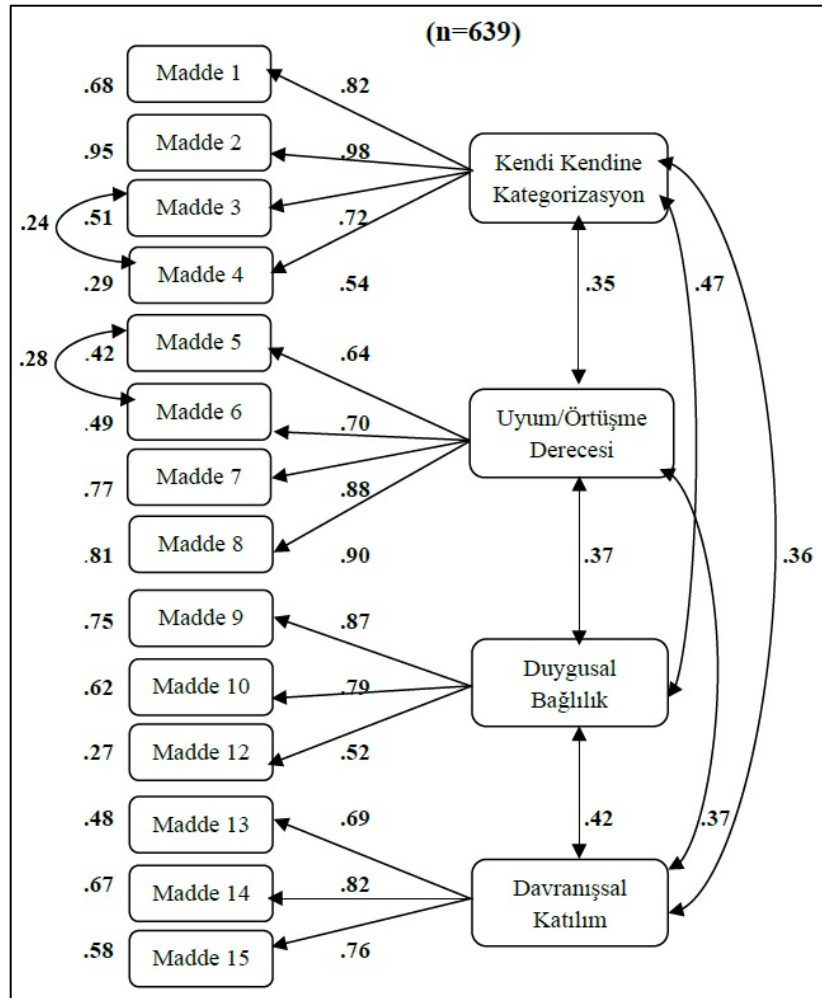 (n=639)
.68 Madde 1 .82
.95 Madde 2 .98
Kendi Kendine
Kategorizasyon
.24 .51 Madde 3 .72
.29 Madde 4 .54 .35 .47
.28 .42 Madde 5 .64
.49 Madde 6 .70
Uyum/Örtüşme
Derecesi
.77 Madde 7 .88
.81 Madde 8 .90 .37 .36
.75 Madde 9 .87
.62 Madde 10 .79
Duygusal
Bağlılık
.27 Madde 12 .52
.48 Madde 13 .69 .42 .37
.67 Madde 14 .82
Davranışsal
Katılım
.58 Madde 15 .76